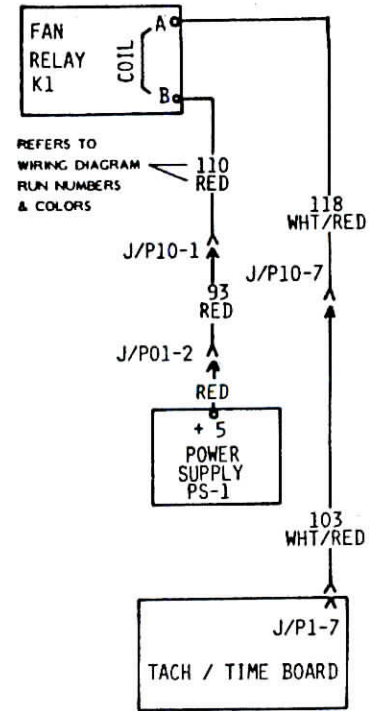 FAN
RELAY
K1
COIL
A
B
REFERS TO
WIRING DIAGRAM
RUN NUMBERS
& COLORS
110
RED
118
WHT/RED
J/P10-1
J/P10-7
93
RED
J/P01-2
RED
+ 5
POWER
SUPPLY
PS-1
103
WHT/RED
J/P1-7
TACH / TIME BOARD